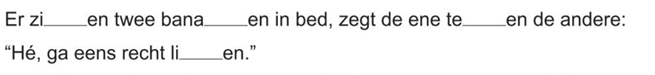 Er zi____en twee bana____en in bed, zegt de ene te____en de andere:
“Hé, ga eens recht li____en.”